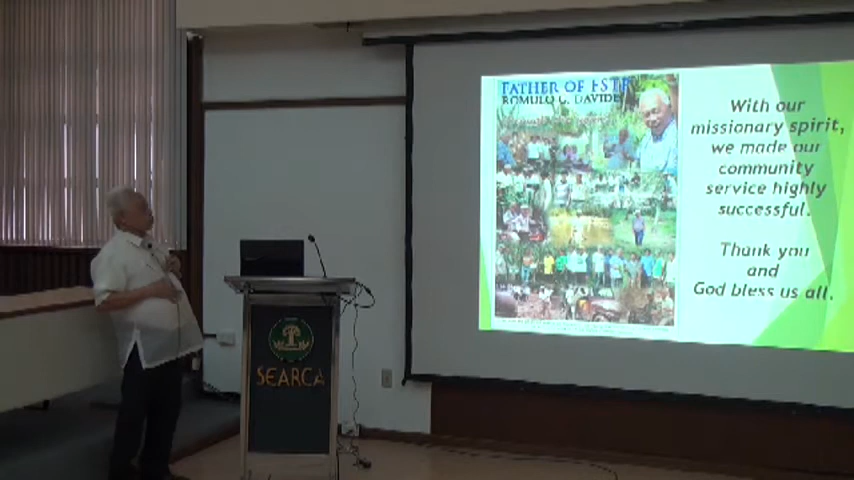 FATHER OF FSTP
ROMULO G. DAVIDE
With our
missionary spirit,
we made our
community
service highly
successful.
Thank you
and
God bless us all.
SEARCA